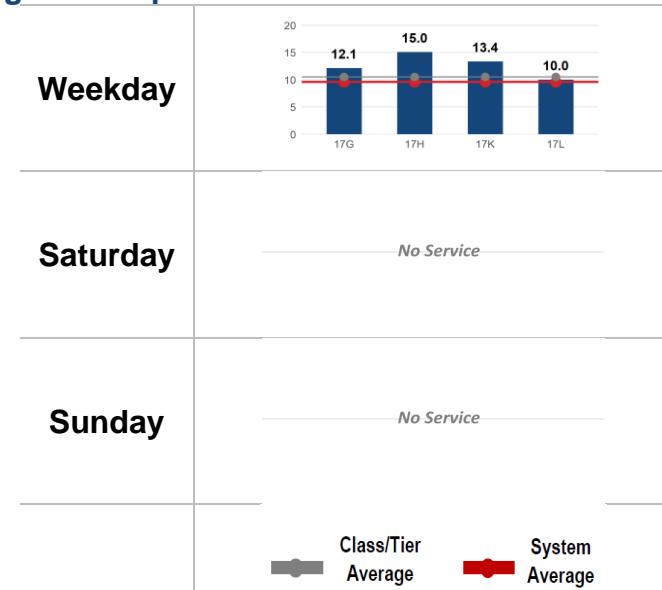 Weekday
20
15
10
5
0
12.1
15.0
13.4
10.0
17G
17H
17K
17L
Saturday
No Service
Sunday
No Service
Class/Tier
Average
System
Average